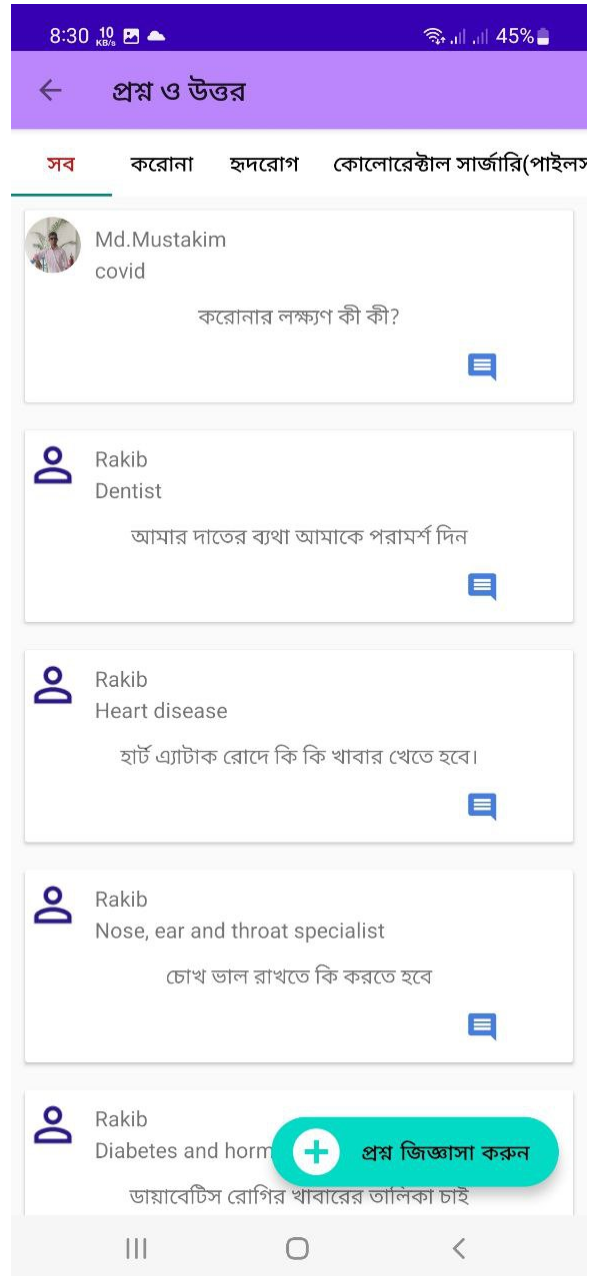 8:30 10 KB/s 45%
প্রশ্ন ও উত্তর
সব করোনা হৃদরোগ কোলোরেক্টাল সার্জারি(পাইলস
Md.Mustakim
covid
করোনার লক্ষ্যণ কী কী?
Rakib
Dentist
আমার দাতের ব্যথা আমাকে পরামর্শ দিন
Rakib
Heart disease
হার্ট এ্যাটাক রোদে কি কি খাবার খেতে হবে।
Rakib
Nose, ear and throat specialist
চোখ ভাল রাখতে কি করতে হবে
Rakib
Diabetes and horm
প্রশ্ন জিজ্ঞাসা করুন
ডায়াবেটিস রোগির খাবারের তালিকা চাই